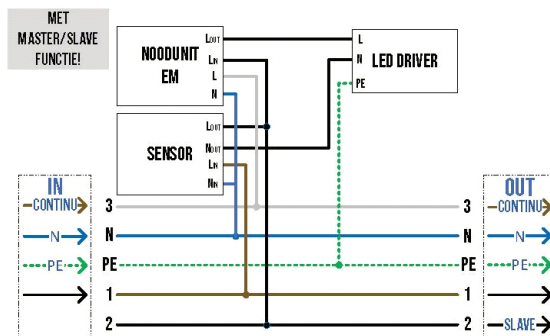 MET
MASTER/SLAVE
FUNCTIE!
NOODUNIT
EM
LOUT
LIN
L
N
L
N
PE
LED DRIVER
SENSOR
LOUT
NOUT
LIN
NIN
IN
CONTINU
N
PE
3
N
PE
1
2
3
N
PE
1
2
OUT
CONTINU
N
PE
SLAVE